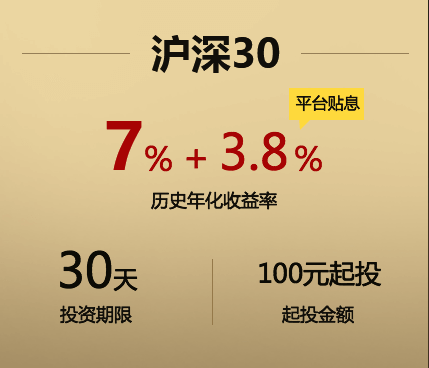 沪深30
平台贴息
7% + 3.8%
历史年化收益率
30天
投资期限
100元起投
起投金额